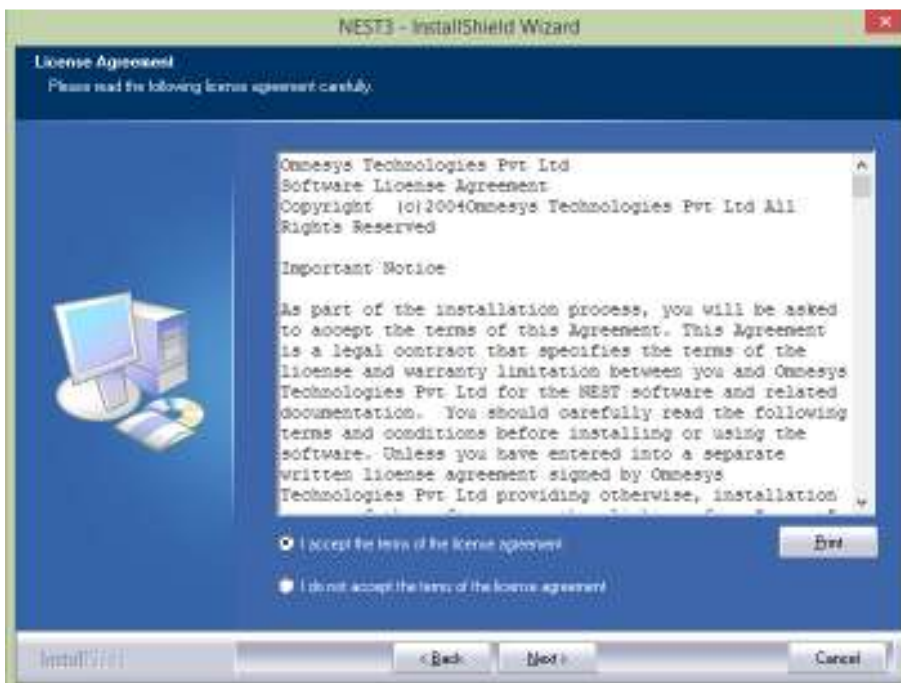 NEST3 - InstallShield Wizard
License Agreement
Please read the following license agreement carefully.
Omnesys Technologies Pvt Ltd
Software License Agreement
Copyright (c)2004Omnesys Technologies Pvt Ltd All
Rights Reserved
Important Notice
As part of the installation process, you will be asked
to accept the terms of this Agreement. This Agreement
is a legal contract that specifies the terms of the
license and warranty limitation between you and Omnesys
Technologies Pvt Ltd for the NEST software and related
documentation. You should carefully read the following
terms and conditions before installing or using the
software. Unless you have entered into a separate
written license agreement signed by Omnesys
Technologies Pvt Ltd providing otherwise, installation
I accept the terms of the license agreement
Print
I do not accept the terms of the license agreement
InstallShield
< Back
Next >
Cancel